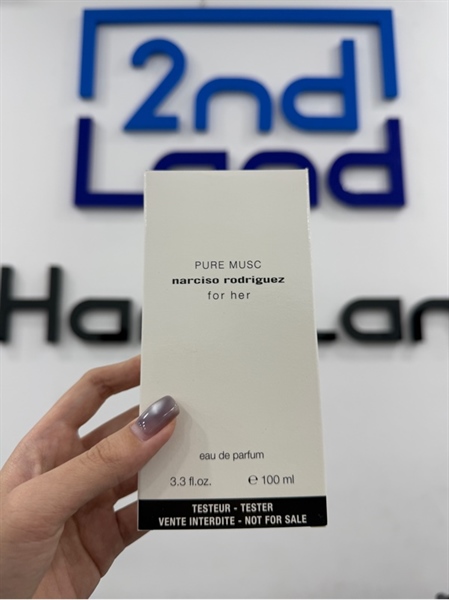 2nd
Land
PURE MUSC
narciso rodriguez
for her
eau de parfum
3.3 fl.oz. ℮ 100 ml
TESTEUR - TESTER
VENTE INTERDITE - NOT FOR SALE